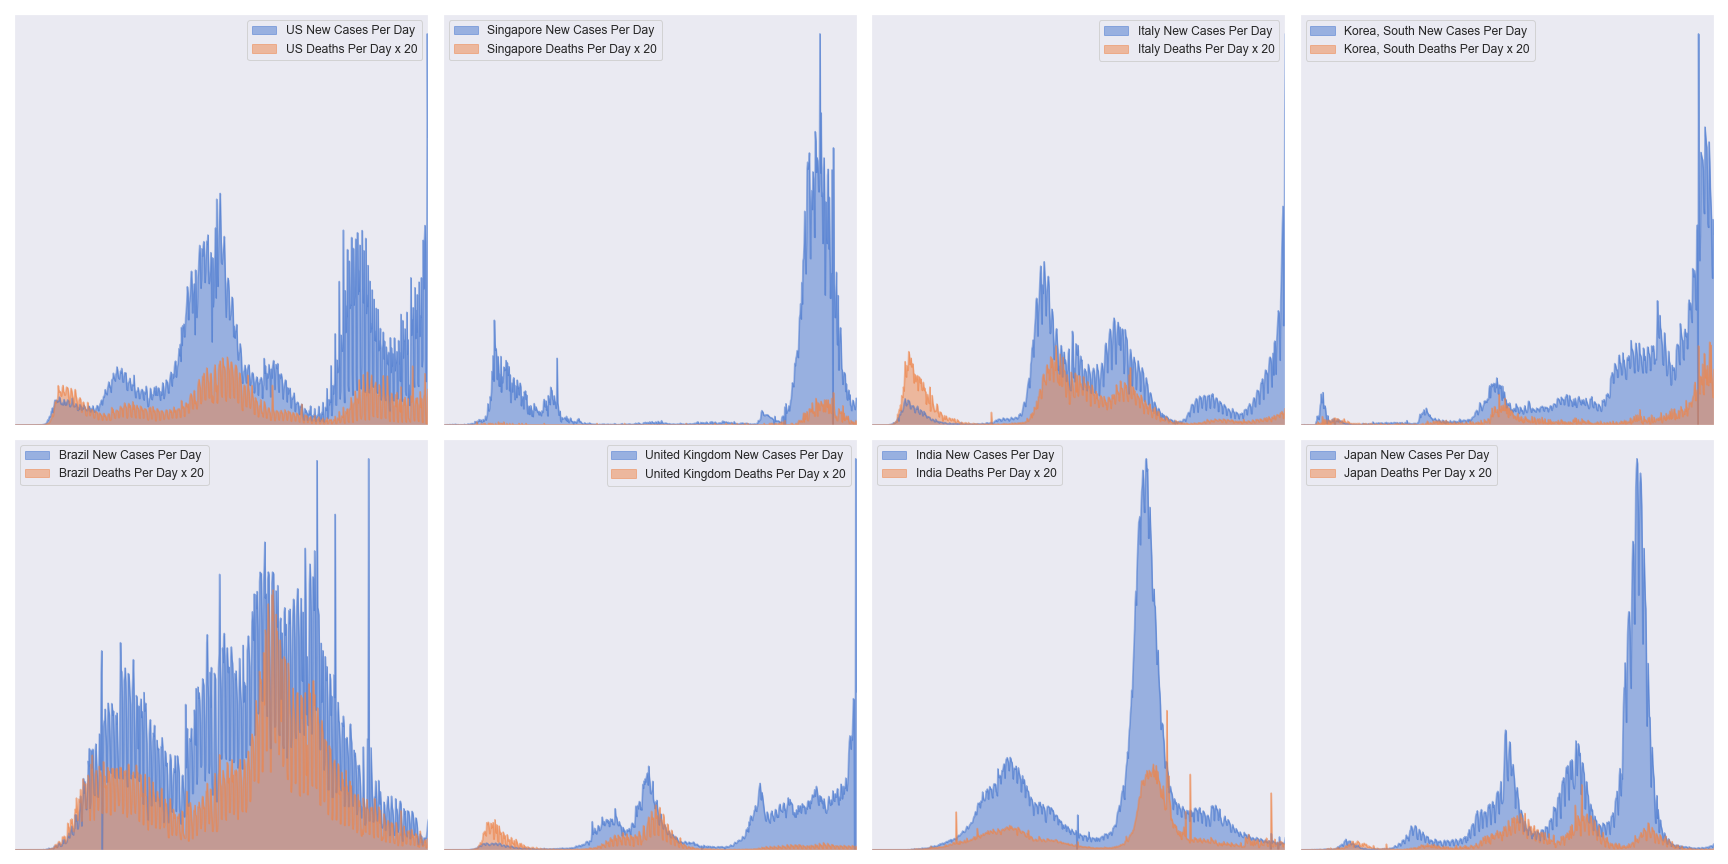 US New Cases Per Day
US Deaths Per Day x 20
Singapore New Cases Per Day
Singapore Deaths Per Day x 20
Italy New Cases Per Day
Italy Deaths Per Day x 20
Korea, South New Cases Per Day
Korea, South Deaths Per Day x 20
Brazil New Cases Per Day
Brazil Deaths Per Day x 20
United Kingdom New Cases Per Day
United Kingdom Deaths Per Day x 20
India New Cases Per Day
India Deaths Per Day x 20
Japan New Cases Per Day
Japan Deaths Per Day x 20